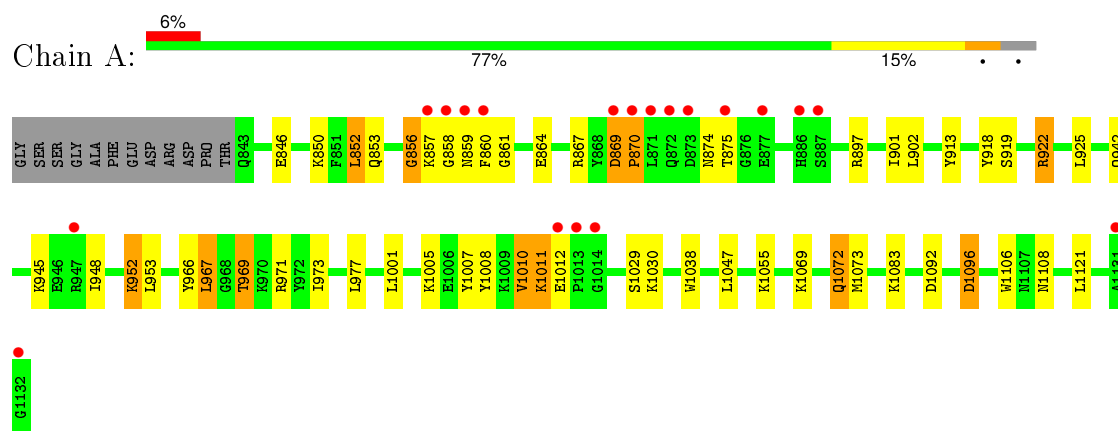 6%
Chain A:
77% 15% • •
GLY SER SER GLY ALA PHE GLU ASP ARG ASP PRO THR Q843 E846 K850 F851 L852 Q853 G856 K857 G858 N859 F860 G861 E864 R867 Y868 D869 P870 L871 Q872 D873 N874 T875 G876 E877 H886 S887 R897 I901 L902 Y913 Y918 S919 R922 L925
K945 E946 R947 I948 K952 L953 Y966 L967 G968 T969 K970 R971 Y972 I973 L977 L1001 K1005 E1006 Y1007 Y1008 K1009 V1010 K1011 E1012 P1013 G1014 S1029 K1030 W1038 L1047 K1055 K1069 Q1072 M1073 K1083 D1092 D1096 W1106 N1107 N1108 L1121 A1131
G1132